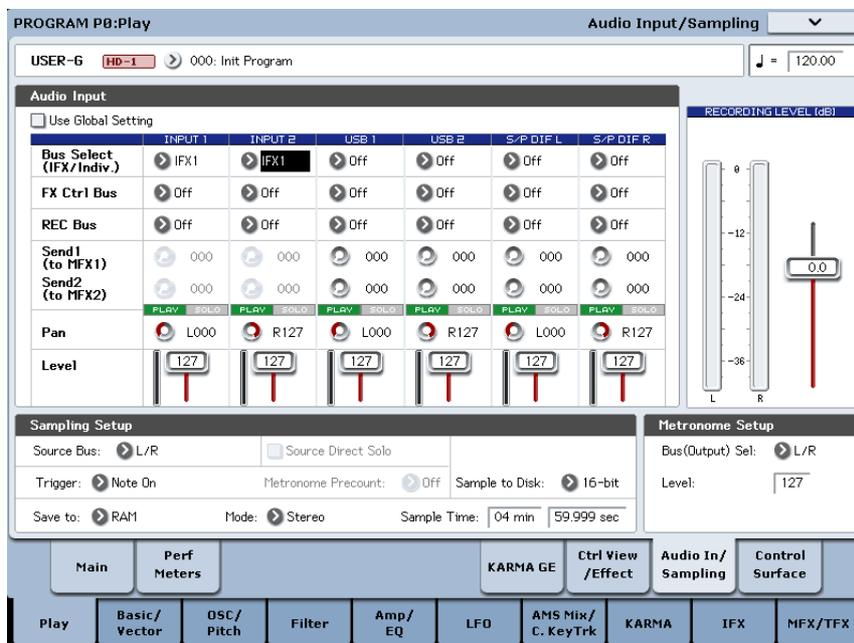 PROGRAM P0:Play Audio Input/Sampling
USER-G HD-1 000: Init Program ♩ = 120.00
Audio Input
Use Global Setting
RECORDING LEVEL (dB)
INPUT 1 INPUT 2 USB 1 USB 2 S/P DIF L S/P DIF R
Bus Select
(IFX/Indiv.)
IFX1 IFX1 Off Off Off Off
FX Ctrl Bus Off Off Off Off Off Off
REC Bus Off Off Off Off Off Off
Send1
(to MFX1)
000 000 000 000 000 000
Send2
(to MFX2)
000 000 000 000 000 000
PLAY SOLO PLAY SOLO PLAY SOLO PLAY SOLO PLAY SOLO PLAY SOLO
Pan L000 R127 L000 R127 L000 R127
Level 127 127 127 127 127 127
0
-12
-24
-36
L R
0.0
Sampling Setup
Source Bus: L/R Source Direct Solo
Trigger: Note On Metronome Precount: Off Sample to Disk: 16-bit
Save to: RAM Mode: Stereo Sample Time: 04 min 59.999 sec
Metronome Setup
Bus(Output) Sel: L/R
Level: 127
Main
Perf
Meters
KARMA GE
Ctrl View
/Effect
Audio In/
Sampling
Control
Surface
Play
Basic/
Vector
OSC/
Pitch
Filter
Amp/
EQ
LFO
AMS Mix/
C. KeyTrk
KARMA
IFX
MFX/TFX